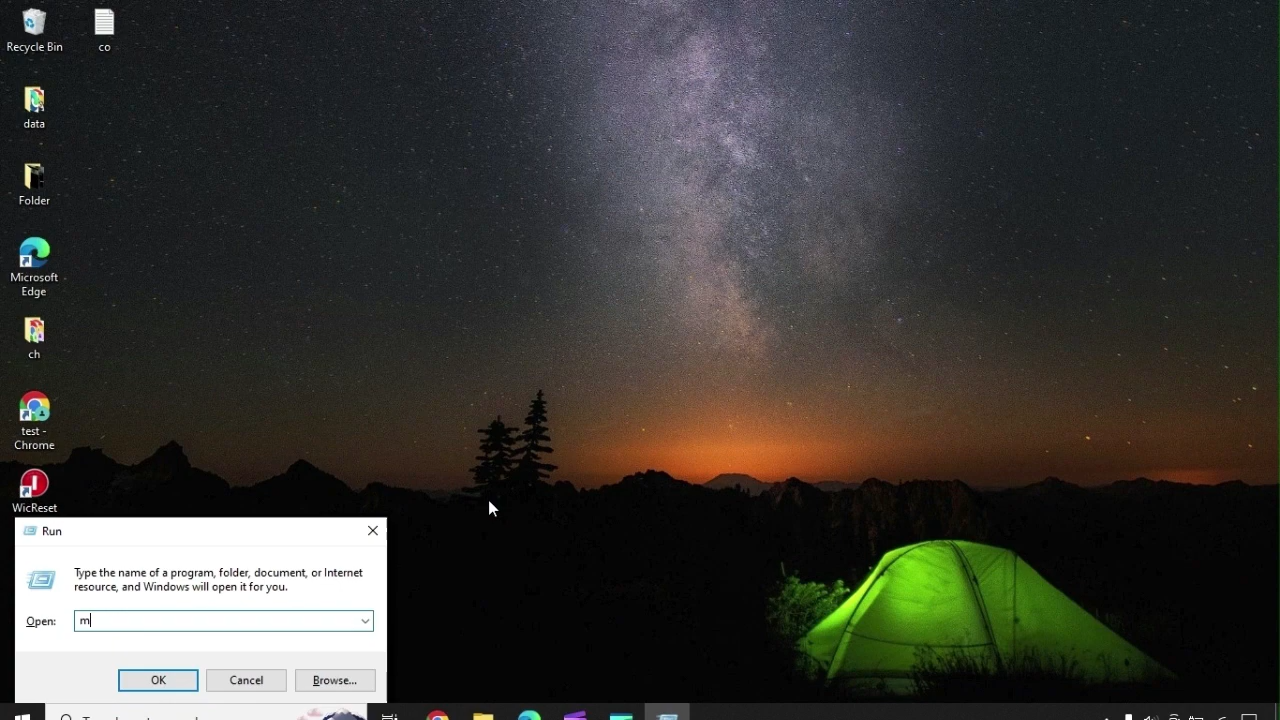 Recycle Bin
co
data
Folder
Microsoft
Edge
ch
test -
Chrome
WicReset
Run
Type the name of a program, folder, document, or Internet
resource, and Windows will open it for you.
Open:
m
OK
Cancel
Browse...